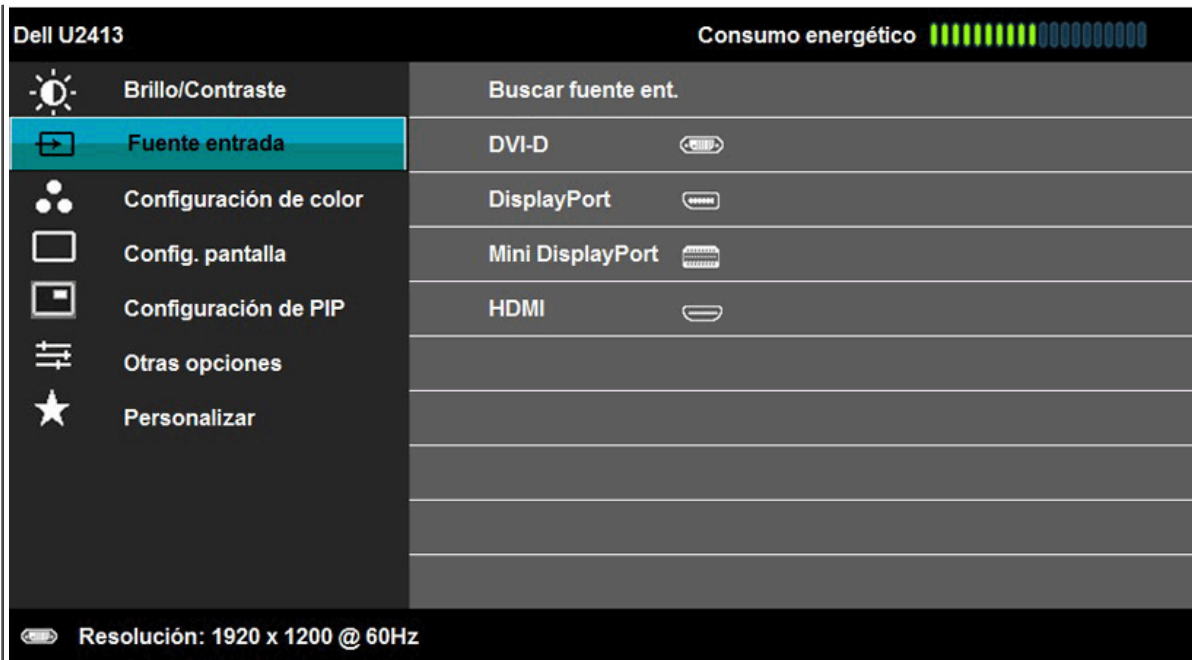 Dell U2413 Consumo energético
Brillo/Contraste Buscar fuente ent.
Fuente entrada DVI-D
Configuración de color DisplayPort
Config. pantalla Mini DisplayPort
Configuración de PIP HDMI
Otras opciones
Personalizar
Resolución: 1920 x 1200 @ 60Hz